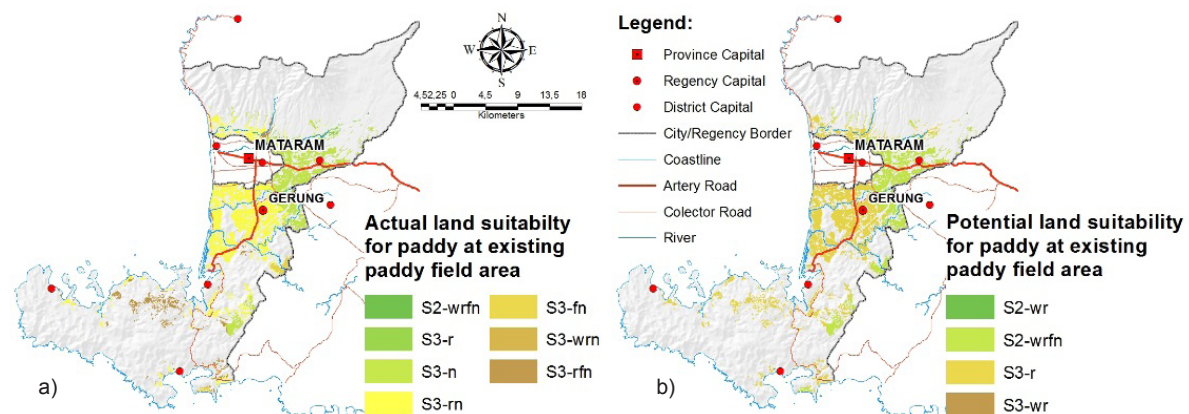 N
W E
S
4,52,25 0 4,5 9 13,5 18
Kilometers
MATARAM
GERUNG
Actual land suitabilty
for paddy at existing
paddy field area
S2-wrfn
S3-r
S3-n
S3-rn
S3-fn
S3-wrn
S3-rfn
a)
Legend:
Province Capital
Regency Capital
District Capital
City/Regency Border
Coastline
Artery Road
Colector Road
River
MATARAM
GERUNG
Potential land suitability
for paddy at existing
paddy field area
S2-wr
S2-wrfn
S3-r
S3-wr
b)